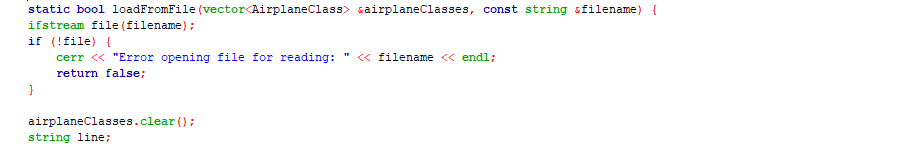 static bool loadFromFile(vector<AirplaneClass> &airplaneClasses, const string &filename) {
ifstream file(filename);
if (!file) {
cerr << "Error opening file for reading: " << filename << endl;
return false;
}
airplaneClasses.clear();
string line;